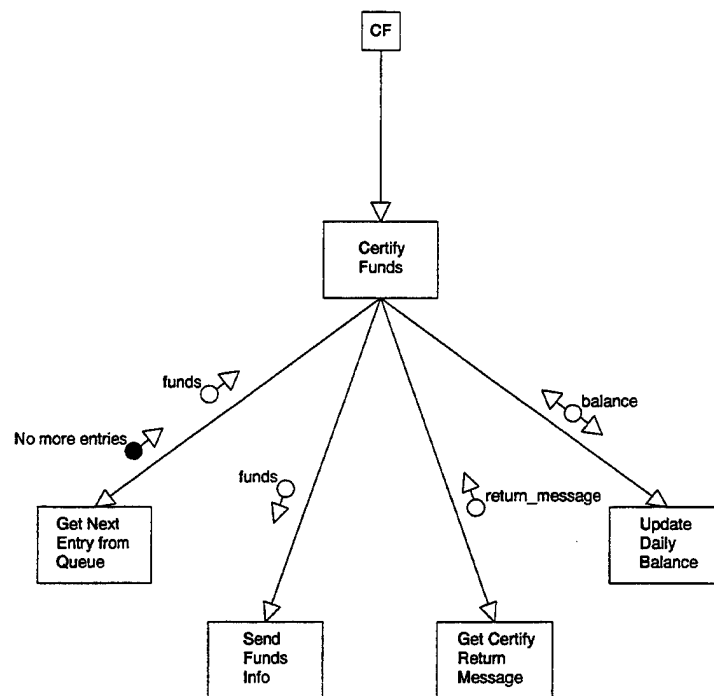 CF
Certify
Funds
funds
No more entries
funds
balance
return_message
Get Next
Entry from
Queue
Update
Daily
Balance
Send
Funds
Info
Get Certify
Return
Message